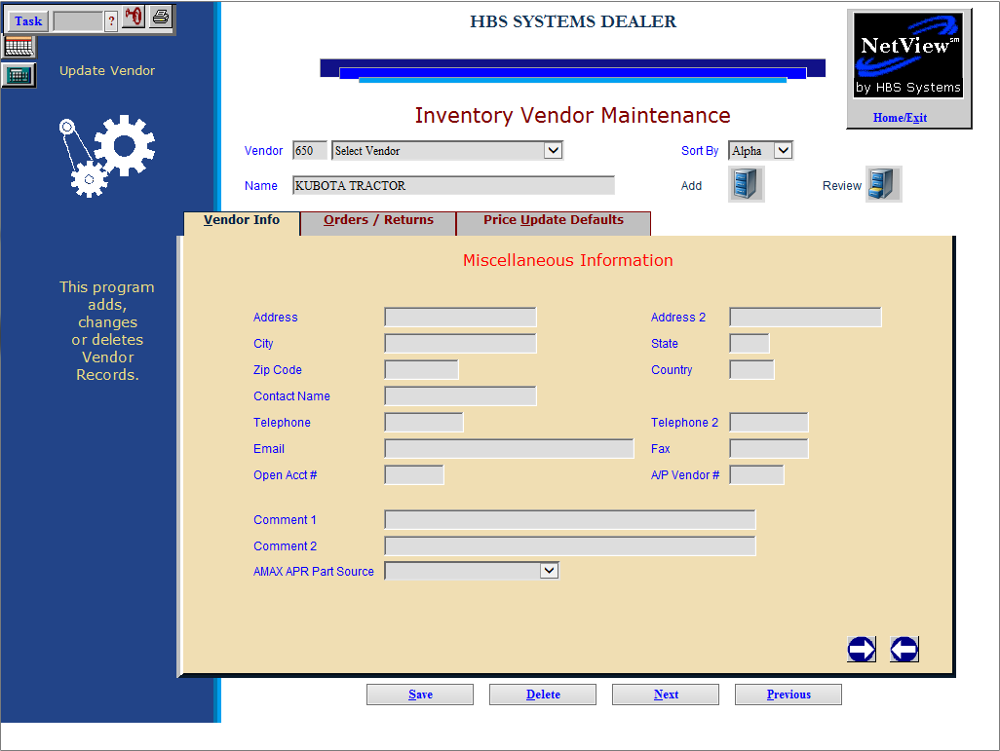 Task ?
HBS SYSTEMS DEALER
NetView SM
by HBS Systems
Home/Exit
Update Vendor
Inventory Vendor Maintenance
Vendor 650 Select Vendor Sort By Alpha
Name KUBOTA TRACTOR Add Review
Vendor Info Orders / Returns Price Update Defaults
Miscellaneous Information
This program
adds,
changes
or deletes
Vendor
Records.
Address Address 2
City State
Zip Code Country
Contact Name
Telephone Telephone 2
Email Fax
Open Acct # A/P Vendor #
Comment 1
Comment 2
AMAX APR Part Source
Save Delete Next Previous